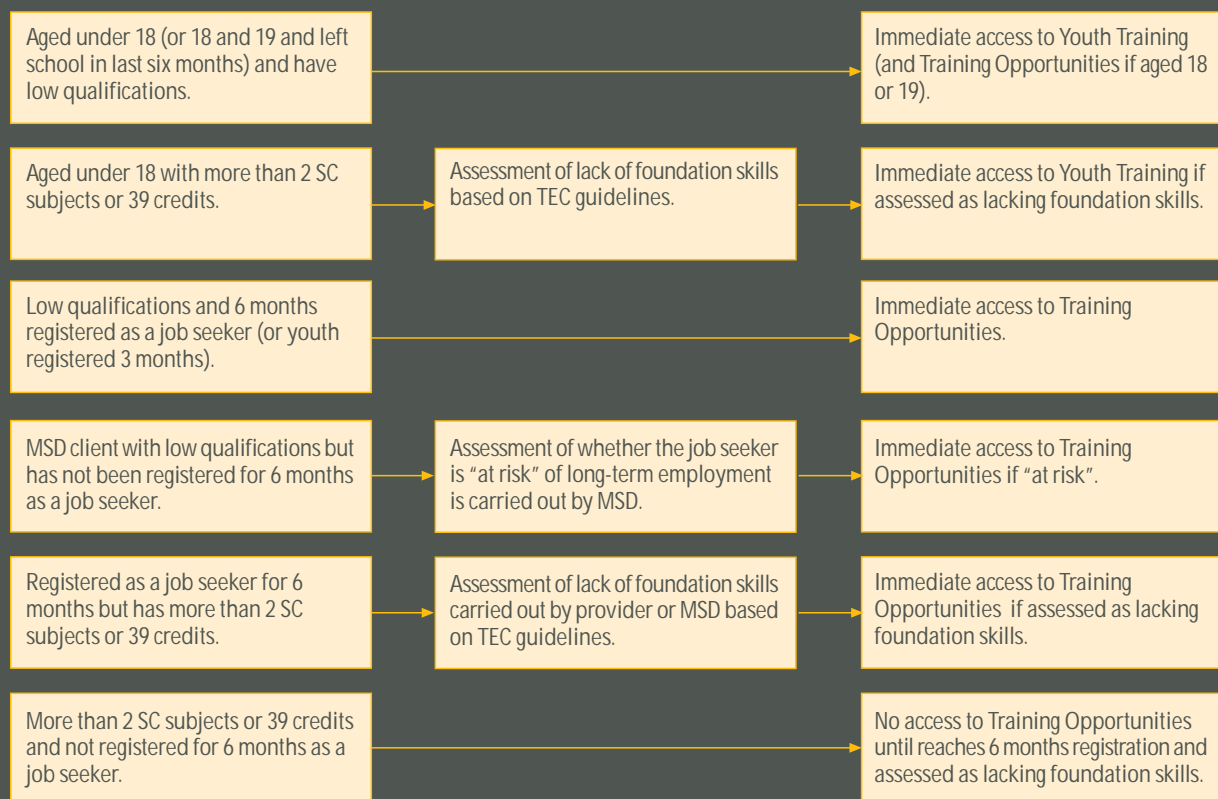 Aged under 18 (or 18 and 19 and left
school in last six months) and have
low qualifications.
Immediate access to Youth Training
(and Training Opportunities if aged 18
or 19).
Aged under 18 with more than 2 SC
subjects or 39 credits.
Assessment of lack of foundation skills
based on TEC guidelines.
Immediate access to Youth Training if
assessed as lacking foundation skills.
Low qualifications and 6 months
registered as a job seeker (or youth
registered 3 months).
Immediate access to Training
Opportunities.
MSD client with low qualifications but
has not been registered for 6 months
as a job seeker.
Assessment of whether the job seeker
is “at risk” of long-term employment
is carried out by MSD.
Immediate access to Training
Opportunities if “at risk”.
Registered as a job seeker for 6
months but has more than 2 SC
subjects or 39 credits.
Assessment of lack of foundation skills
carried out by provider or MSD based
on TEC guidelines.
Immediate access to Training
Opportunities if assessed as lacking
foundation skills.
More than 2 SC subjects or 39 credits
and not registered for 6 months as a
job seeker.
No access to Training Opportunities
until reaches 6 months registration and
assessed as lacking foundation skills.